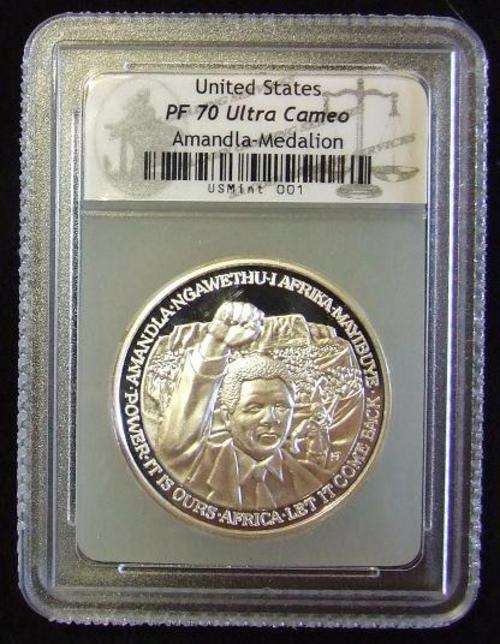 United States
PF 70 Ultra Cameo
Amandla-Medalion
USMint 001
AMANDLA·NGAWETHU·I AFRIKA·MAYIBUYE
·POWER·IT IS OURS·AFRICA·LET IT COME BACK·